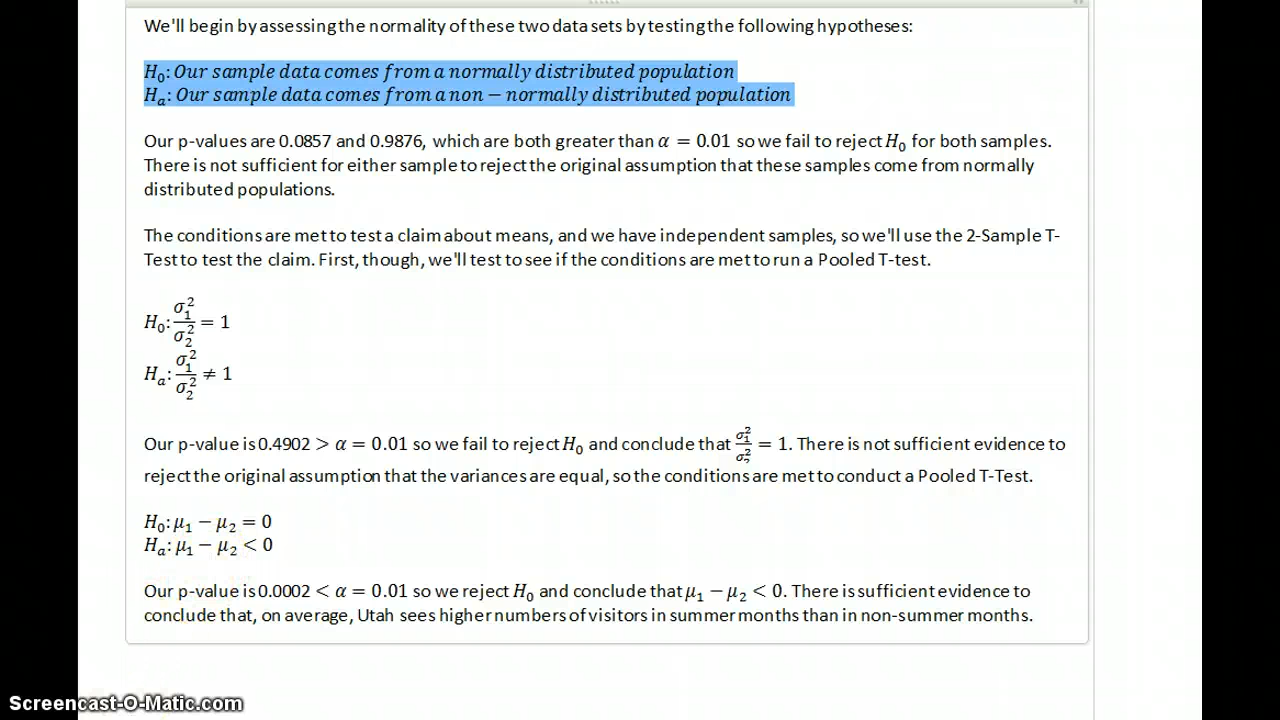 We'll begin by assessing the normality of these two data sets by testing the following hypotheses:
H₀: Our sample data comes from a normally distributed population
Hₐ: Our sample data comes from a non − normally distributed population
Our p-values are 0.0857 and 0.9876, which are both greater than α = 0.01 so we fail to reject H₀ for both samples.
There is not sufficient for either sample to reject the original assumption that these samples come from normally
distributed populations.
The conditions are met to test a claim about means, and we have independent samples, so we'll use the 2-Sample T-
Test to test the claim. First, though, we'll test to see if the conditions are met to run a Pooled T-test.
H₀: σ₁²/σ₂² = 1
Hₐ: σ₁²/σ₂² ≠ 1
Our p-value is 0.4902 > α = 0.01 so we fail to reject H₀ and conclude that σ₁²/σ₂² = 1. There is not sufficient evidence to
reject the original assumption that the variances are equal, so the conditions are met to conduct a Pooled T-Test.
H₀: μ₁ − μ₂ = 0
Hₐ: μ₁ − μ₂ < 0
Our p-value is 0.0002 < α = 0.01 so we reject H₀ and conclude that μ₁ − μ₂ < 0. There is sufficient evidence to
conclude that, on average, Utah sees higher numbers of visitors in summer months than in non-summer months.
Screencast-O-Matic.com